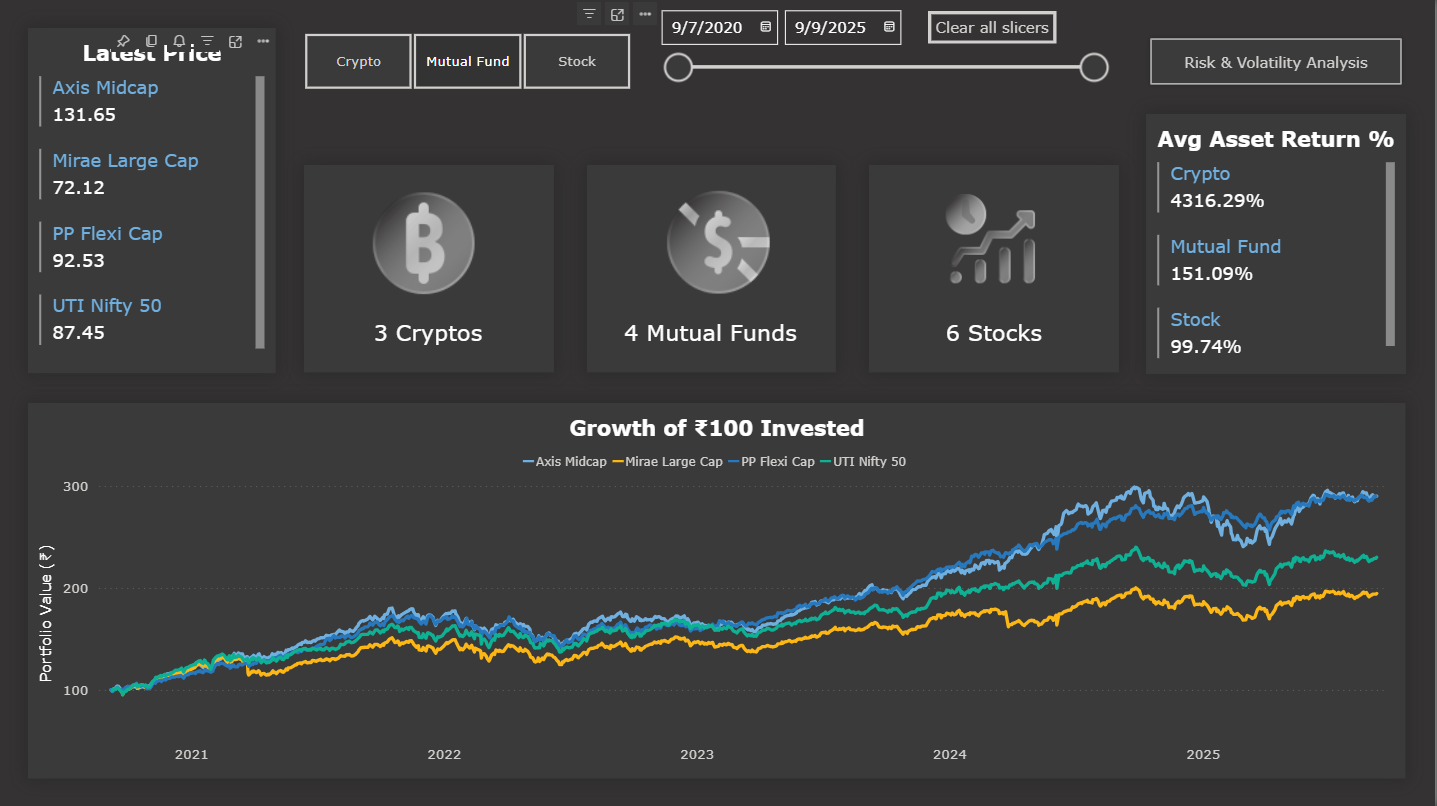 9/7/2020
9/9/2025
Clear all slicers
Latest Price
Axis Midcap
131.65
Mirae Large Cap
72.12
PP Flexi Cap
92.53
UTI Nifty 50
87.45
Crypto
Mutual Fund
Stock
Risk & Volatility Analysis
3 Cryptos
4 Mutual Funds
6 Stocks
Avg Asset Return %
Crypto
4316.29%
Mutual Fund
151.09%
Stock
99.74%
Growth of ₹100 Invested
Axis Midcap Mirae Large Cap PP Flexi Cap UTI Nifty 50
Portfolio Value (₹)
300
200
100
2021 2022 2023 2024 2025